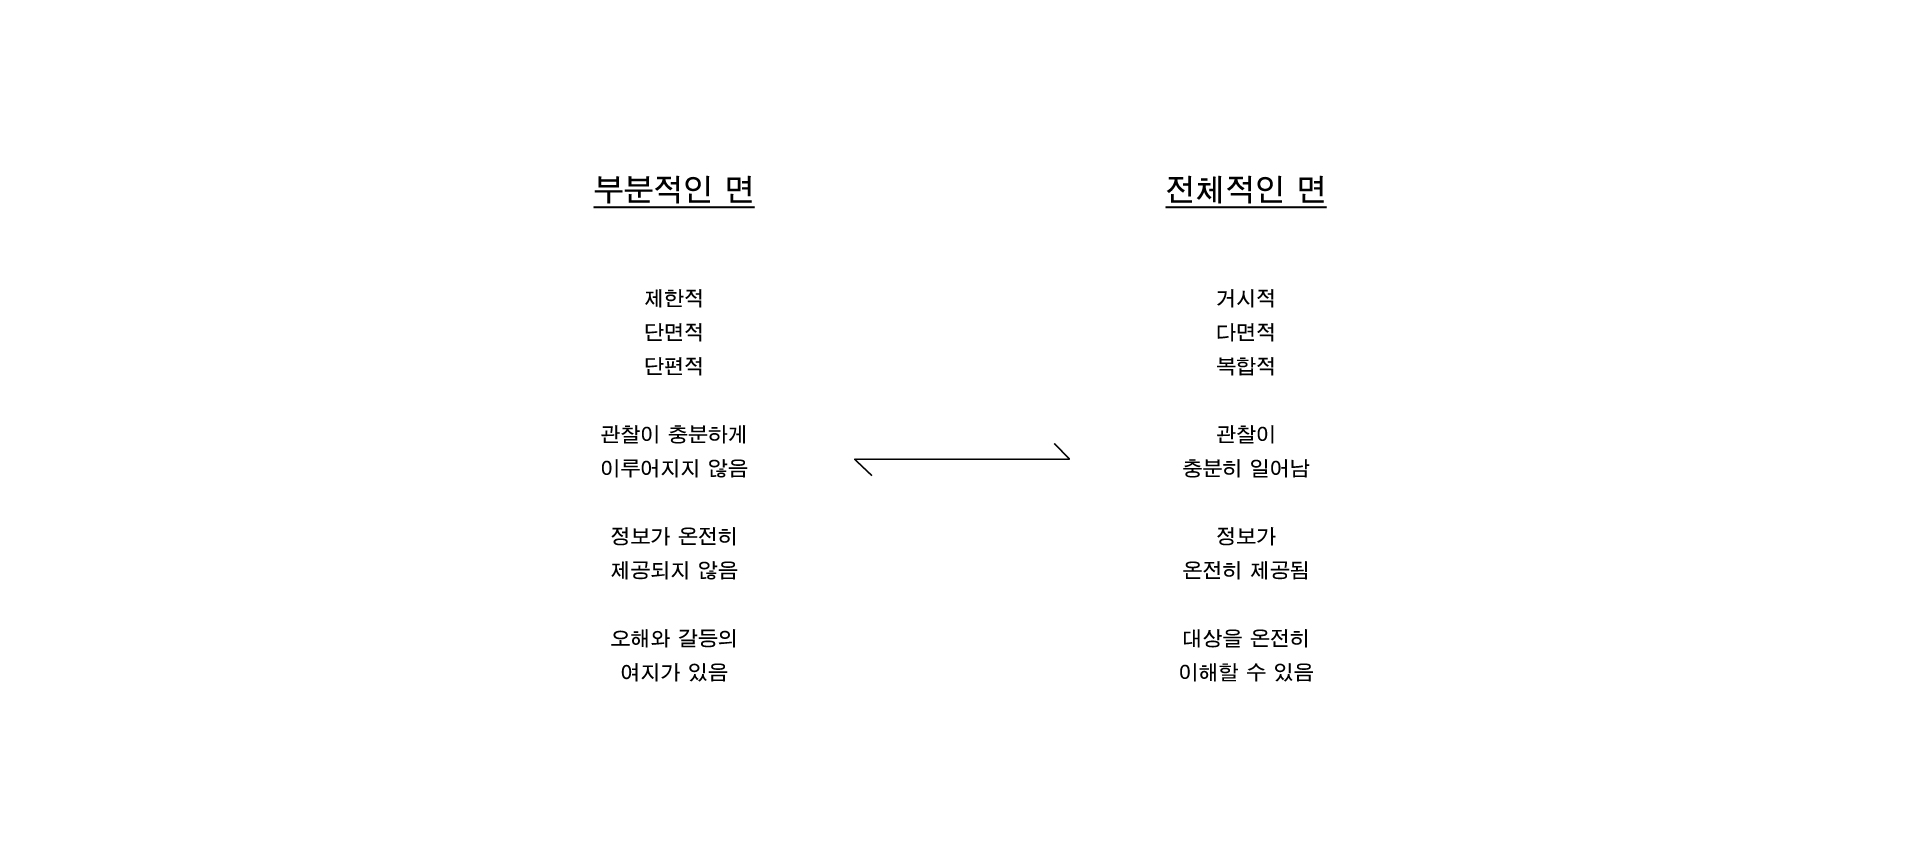 부분적인 면
제한적
단면적
단편적
관찰이 충분하게
이루어지지 않음
정보가 온전히
제공되지 않음
오해와 갈등의
여지가 있음
전체적인 면
거시적
다면적
복합적
관찰이
충분히 일어남
정보가
온전히 제공됨
대상을 온전히
이해할 수 있음